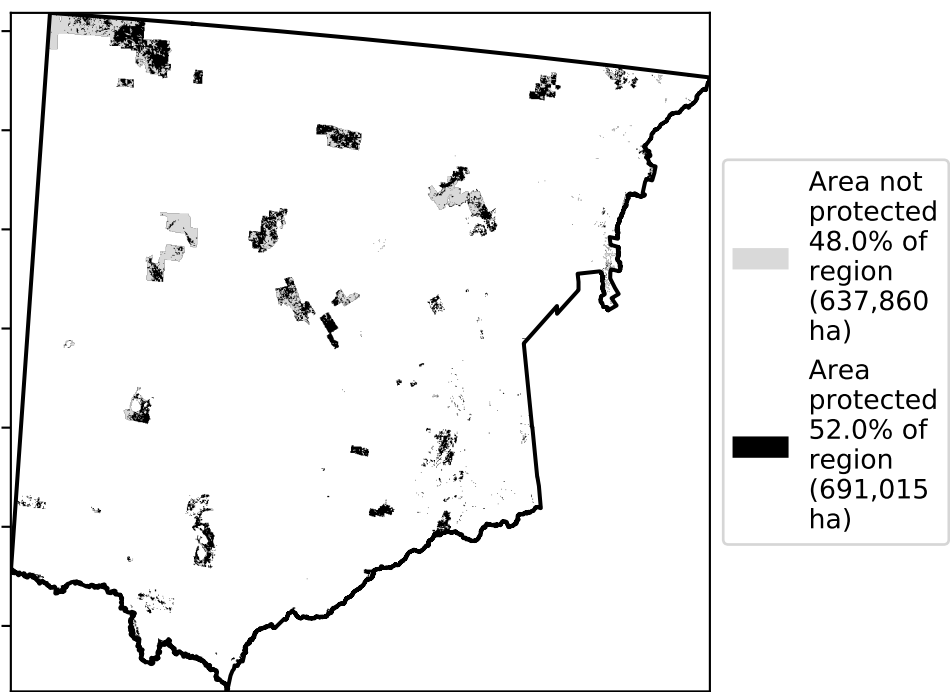 Area not
protected
48.0% of
region
(637,860
ha)
Area
protected
52.0% of
region
(691,015
ha)